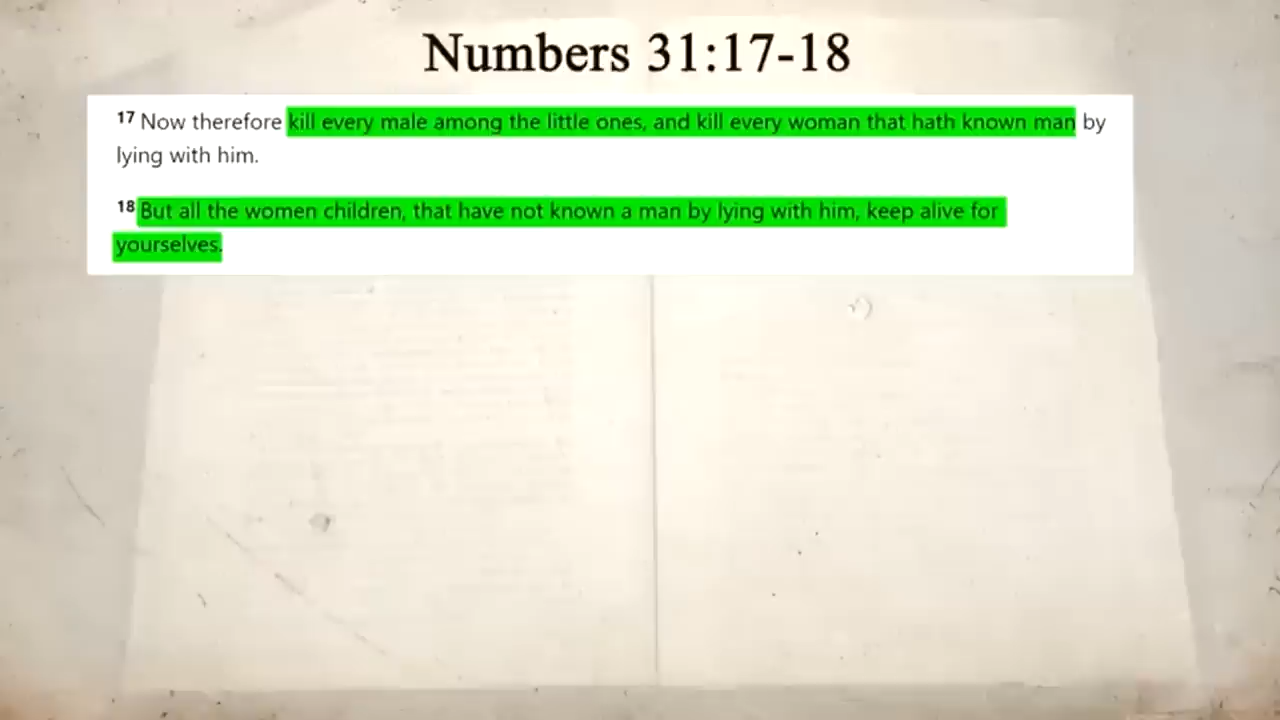 Numbers 31:17-18
17 Now therefore kill every male among the little ones, and kill every woman that hath known man by
lying with him.
18 But all the women children, that have not known a man by lying with him, keep alive for
yourselves.